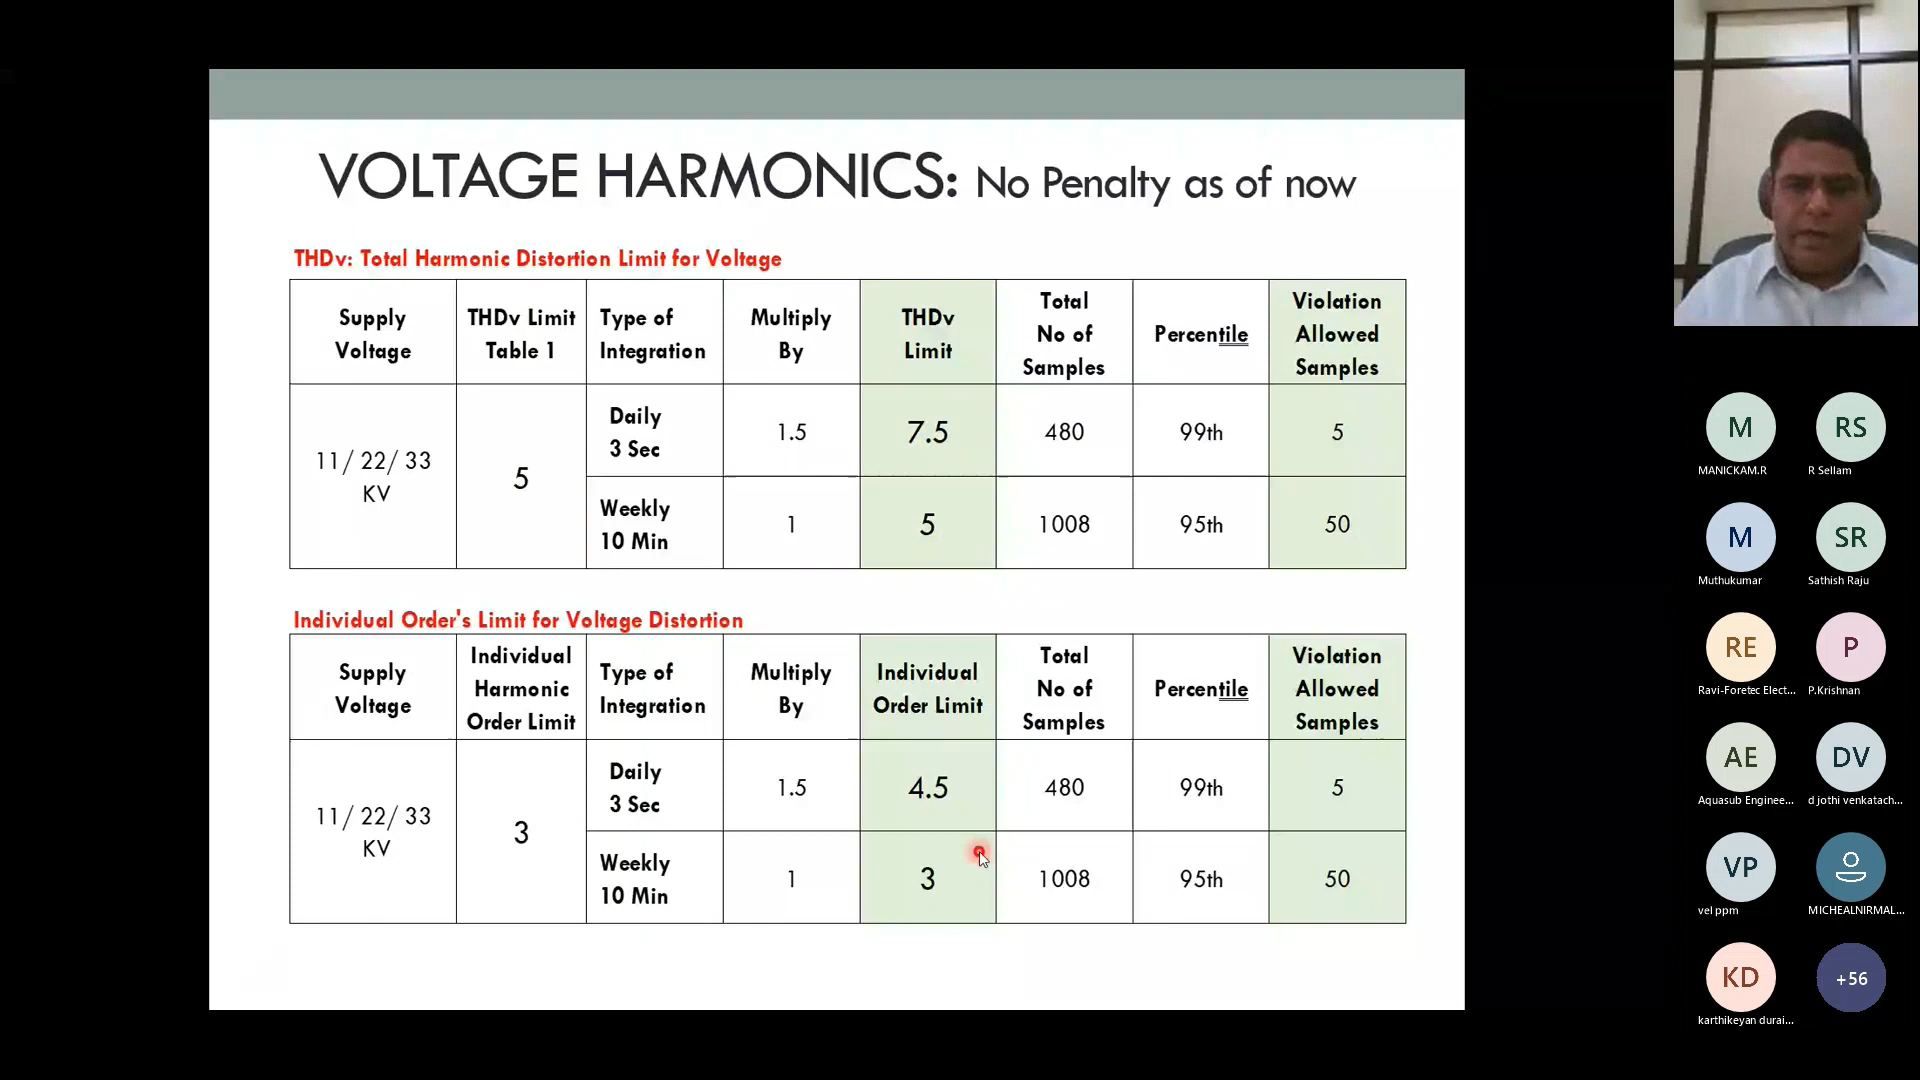 VOLTAGE HARMONICS: No Penalty as of now
THDv: Total Harmonic Distortion Limit for Voltage
Supply Voltage THDv Limit Table 1 Type of Integration Multiply By THDv Limit Total No of Samples Percentile Violation Allowed Samples
11/ 22/ 33 KV 5 Daily 3 Sec 1.5 7.5 480 99th 5
Weekly 10 Min 1 5 1008 95th 50
Individual Order's Limit for Voltage Distortion
Supply Voltage Individual Harmonic Order Limit Type of Integration Multiply By Individual Order Limit Total No of Samples Percentile Violation Allowed Samples
11/ 22/ 33 KV 3 Daily 3 Sec 1.5 4.5 480 99th 5
Weekly 10 Min 1 3 1008 95th 50
M RS
MANICKAM.R R Sellam
M SR
Muthukumar Sathish Raju
RE P
Ravi-Foretec Elect... P.Krishnan
AE DV
Aquasub Enginee... d jothi venkatach...
VP
vel ppm MICHEALNIRMAL...
KD +56
karthikeyan durai...